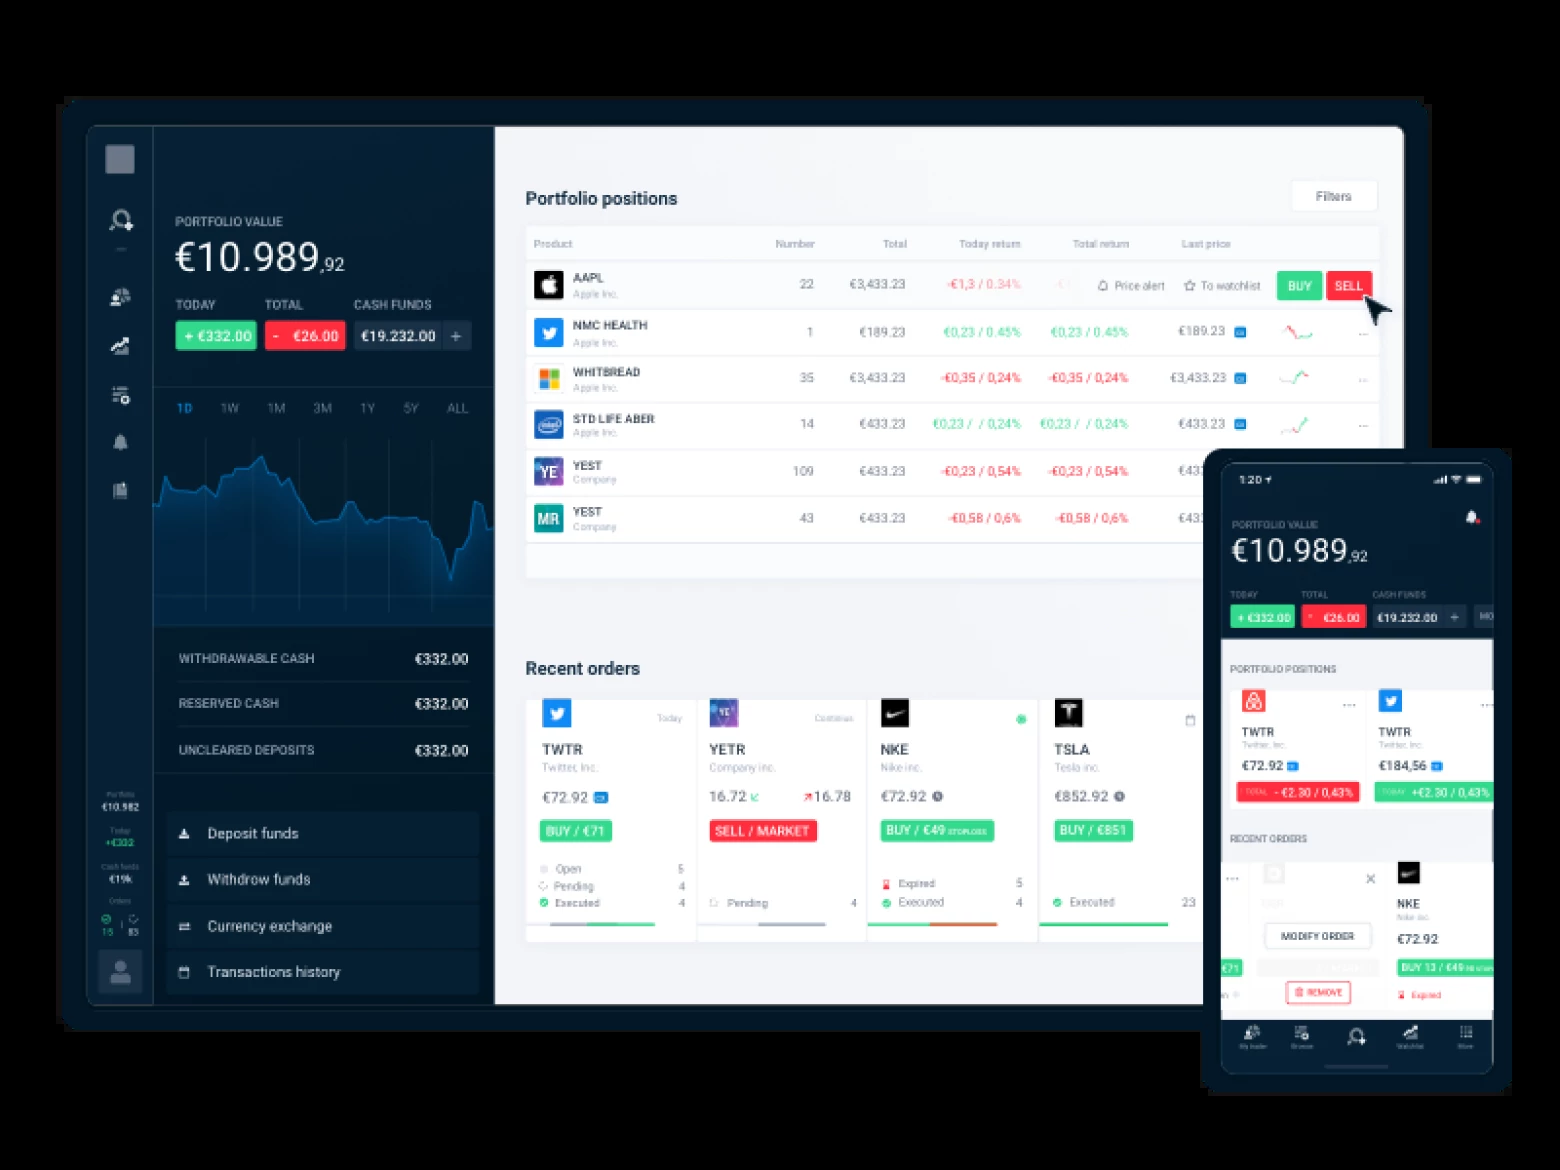 PORTFOLIO VALUE
€10.989,92
TODAY TOTAL CASH FUNDS
+ €332.00 - €26.00 €19.232.00 +
1D 1W 1M 3M 1Y 5Y ALL
WITHDRAWABLE CASH €332.00
RESERVED CASH €332.00
UNCLEARED DEPOSITS €332.00
Portfolio
€10.982
Today
+€332
Cash funds
€19k
Orders
15 83
Deposit funds
Withdrow funds
Currency exchange
Transactions history
Portfolio positions
Filters
Product Number Total Today return Total return Last price
AAPL 22 €3,433.23 -€1,3 / 0.34% Price alert To watchlist BUY SELL
Apple Inc.
NMC HEALTH 1 €189.23 €0,23 / 0.45% €0,23 / 0.45% €189.23 ...
Apple Inc.
WHITBREAD 35 €3,433.23 -€0,35 / 0,24% -€0,35 / 0,24% €3,433.23 ...
Apple Inc.
STD LIFE ABER 14 €433.23 €0,23 / / 0,24% €0,23 / / 0,24% €433.23 ...
Apple Inc.
YE YEST 109 €433.23 -€0,23 / 0,54% -€0,23 / 0,54%
Company
MR YEST 43 €433.23 -€0,58 / 0,6% -€0,58 / 0,6%
Company
Recent orders
Today
TWTR
Twitter, Inc.
€72.92
BUY / €71
Open 5
Pending 4
Executed 4
YE
YETR
Company inc.
16.72 16.78
SELL / MARKET
Pending 4
NKE
Nike inc.
€72.92
BUY / €49 STOPLOSS
Expired 5
Executed 4
TSLA
Tesla inc.
€852.92
BUY / €851
Executed 23
1:20
PORTFOLIO VALUE
€10.989,92
TODAY TOTAL CASH FUNDS
+ €332.00 - €26.00 €19.232.00 + MO
PORTFOLIO POSITIONS
... ...
TWTR TWTR
Twitter, Inc. Twitter, Inc.
€72.92 €184,56
TOTAL - €2.30 / 0,43% TODAY +€2.30 / 0,43%
RECENT ORDERS
...
NKE
Nike inc.
MODIFY ORDER €72.92
€71 BUY 13 / €49
REMOVE Expired
Watchlist More